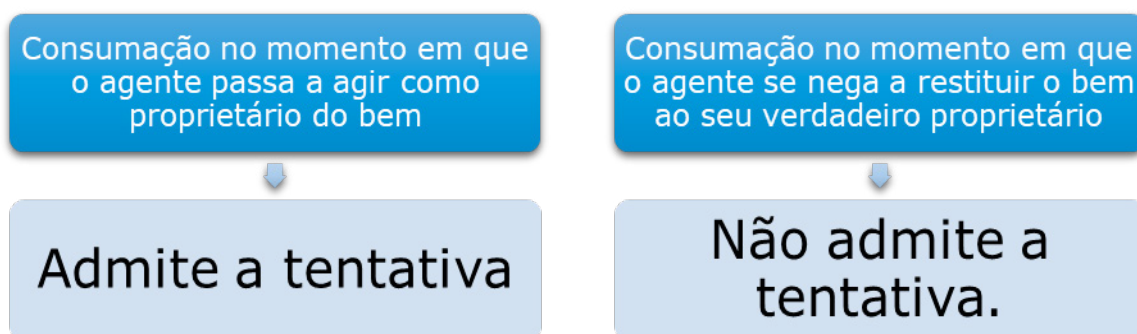 Consumação no momento em que
o agente passa a agir como
proprietário do bem
Admite a tentativa
Consumação no momento em que
o agente se nega a restituir o bem
ao seu verdadeiro proprietário
Não admite a
tentativa.